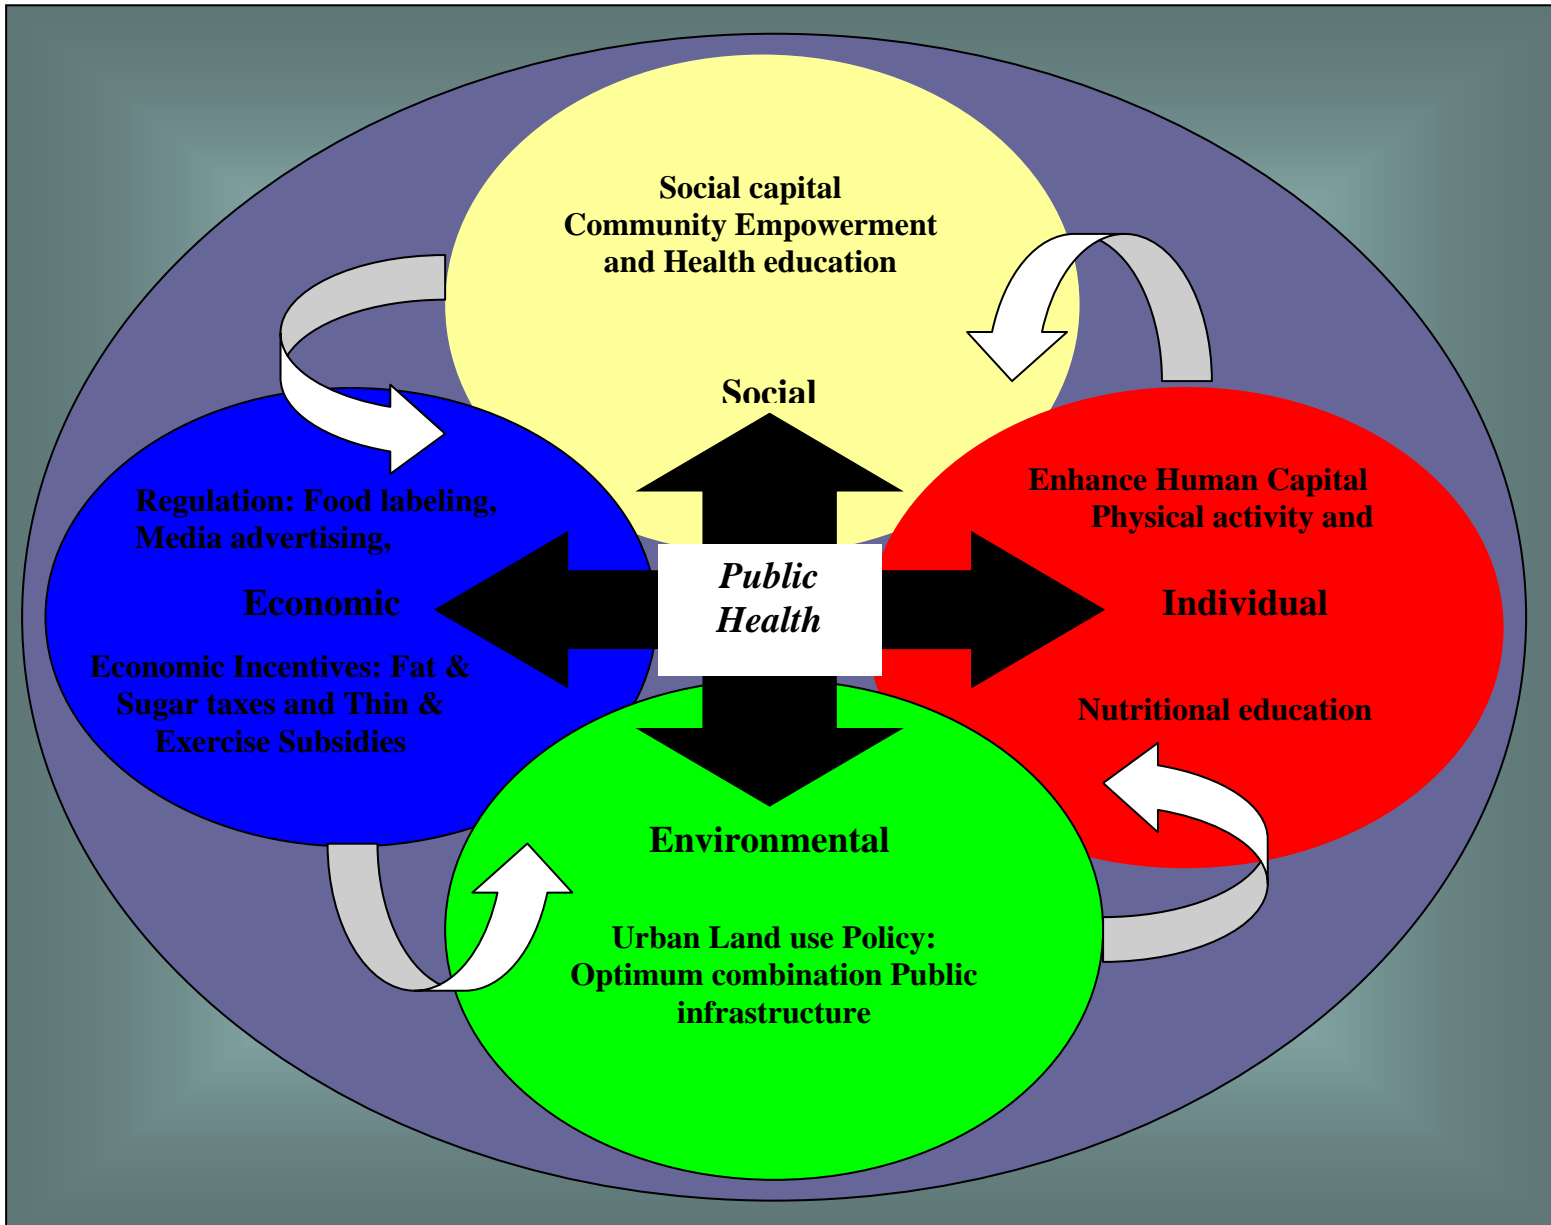 Social capital
Community Empowerment
and Health education
Social
Regulation: Food labeling,
Media advertising,
Economic
Economic Incentives: Fat &
Sugar taxes and Thin &
Exercise Subsidies
Public
Health
Enhance Human Capital
Physical activity and
Individual
Nutritional education
Environmental
Urban Land use Policy:
Optimum combination Public
infrastructure